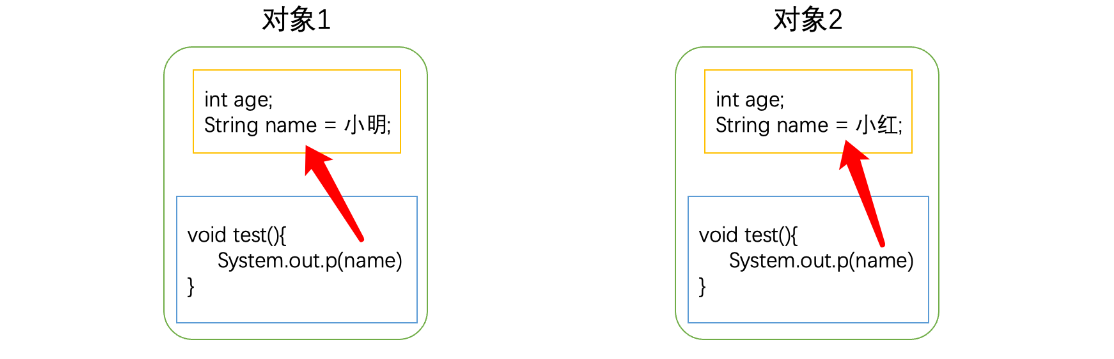 对象1
int age;
String name = 小明;
void test(){
System.out.p(name)
}
对象2
int age;
String name = 小红;
void test(){
System.out.p(name)
}